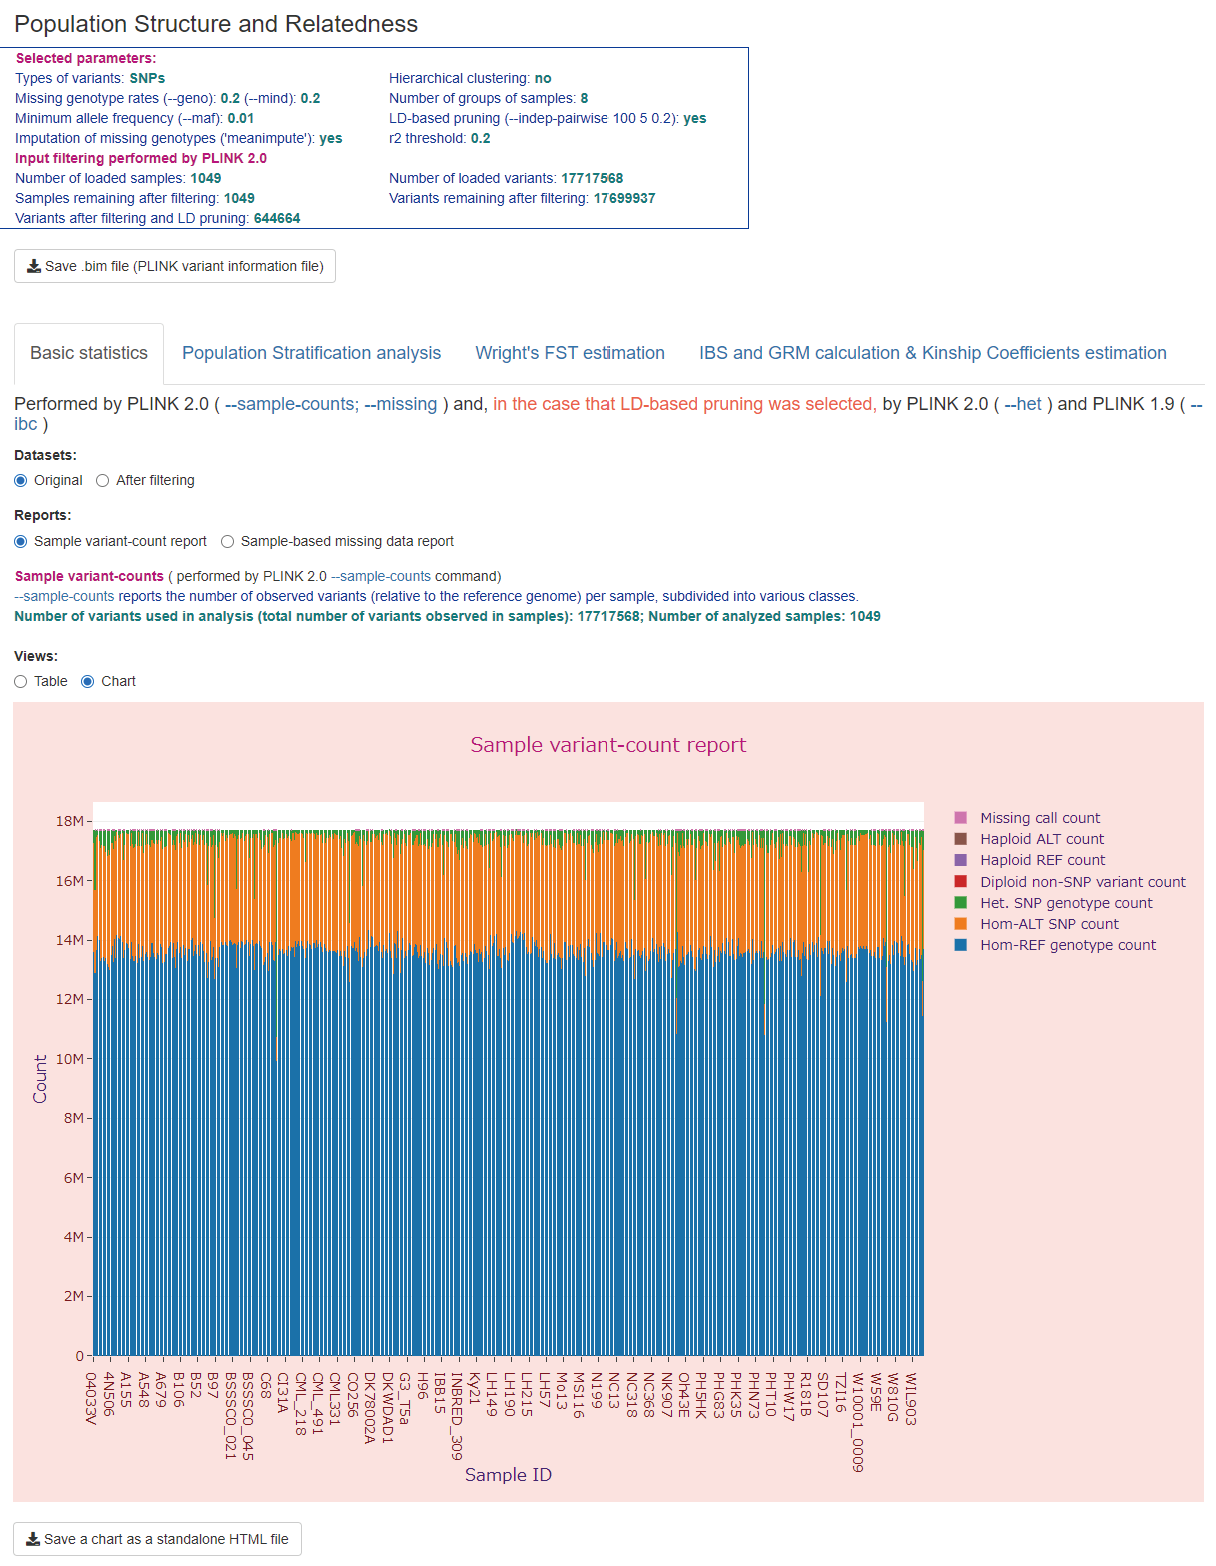 Population Structure and Relatedness
Selected parameters:
Types of variants: SNPs
Hierarchical clustering: no
Missing genotype rates (--geno): 0.2 (--mind): 0.2
Number of groups of samples: 8
Minimum allele frequency (--maf): 0.01
LD-based pruning (--indep-pairwise 100 5 0.2): yes
Imputation of missing genotypes ('meanimpute'): yes
r2 threshold: 0.2
Input filtering performed by PLINK 2.0
Number of loaded samples: 1049
Number of loaded variants: 17717568
Samples remaining after filtering: 1049
Variants remaining after filtering: 17699937
Variants after filtering and LD pruning: 644664
Save .bim file (PLINK variant information file)
Basic statistics
Population Stratification analysis
Wright's FST estimation
IBS and GRM calculation & Kinship Coefficients estimation
Performed by PLINK 2.0 ( --sample-counts; --missing ) and, in the case that LD-based pruning was selected, by PLINK 2.0 ( --het ) and PLINK 1.9 ( --
ibc )
Datasets:
Original After filtering
Reports:
Sample variant-count report Sample-based missing data report
Sample variant-counts ( performed by PLINK 2.0 --sample-counts command)
--sample-counts reports the number of observed variants (relative to the reference genome) per sample, subdivided into various classes.
Number of variants used in analysis (total number of variants observed in samples): 17717568; Number of analyzed samples: 1049
Views:
Table Chart
Sample variant-count report
18M
16M
14M
12M
10M
8M
6M
4M
2M
0
Count
Missing call count
Haploid ALT count
Haploid REF count
Diploid non-SNP variant count
Het. SNP genotype count
Hom-ALT SNP count
Hom-REF genotype count
04033V
4N506
A155
A548
A679
B106
B52
B97
BSSSC0_021
BSSSC0_045
C68
CI31A
CML_218
CML_491
CML331
CO256
DK78002A
DKWDAD1
G3_T5a
H96
IBB15
INBRED_309
Ky21
LH149
LH190
LH215
LH57
Mo13
MS116
N199
NC13
NC318
NC368
NK907
Oh43E
PH5HK
PHG83
PHK35
PHN73
PHT10
PHW17
R181B
SD107
TZI16
W10001_0009
W59E
W810G
WIL903
Sample ID
Save a chart as a standalone HTML file